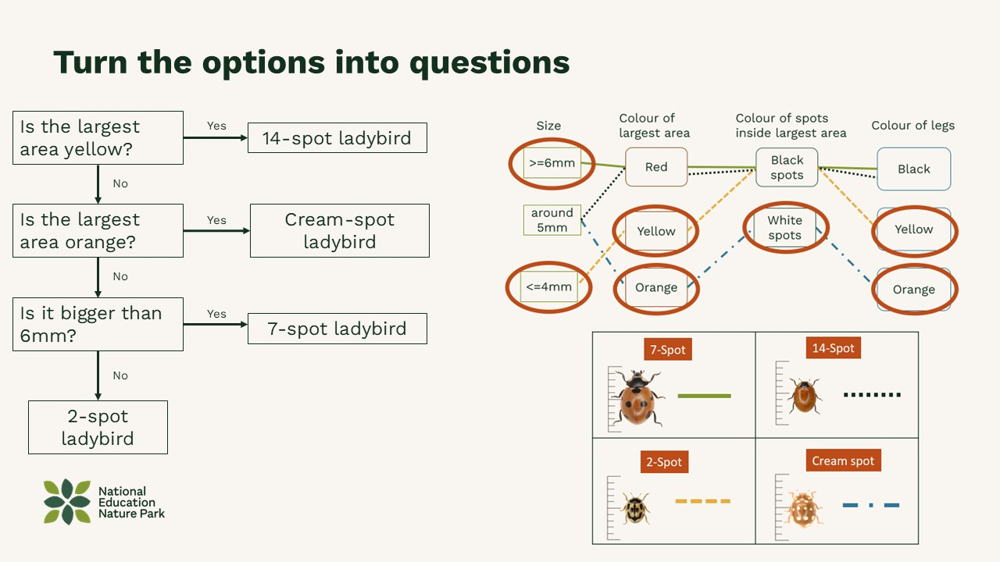 Turn the options into questions
Is the largest
area yellow?
Yes
14-spot ladybird
No
Is the largest
area orange?
Yes
Cream-spot
ladybird
No
Is it bigger than
6mm?
Yes
7-spot ladybird
No
2-spot
ladybird
National
Education
Nature Park
Size
Colour of
largest area
Colour of spots
inside largest area
Colour of legs
>=6mm
Red
Black
spots
Black
around
5mm
Yellow
White
spots
Yellow
<=4mm
Orange
Orange
7-Spot
14-Spot
2-Spot
Cream spot